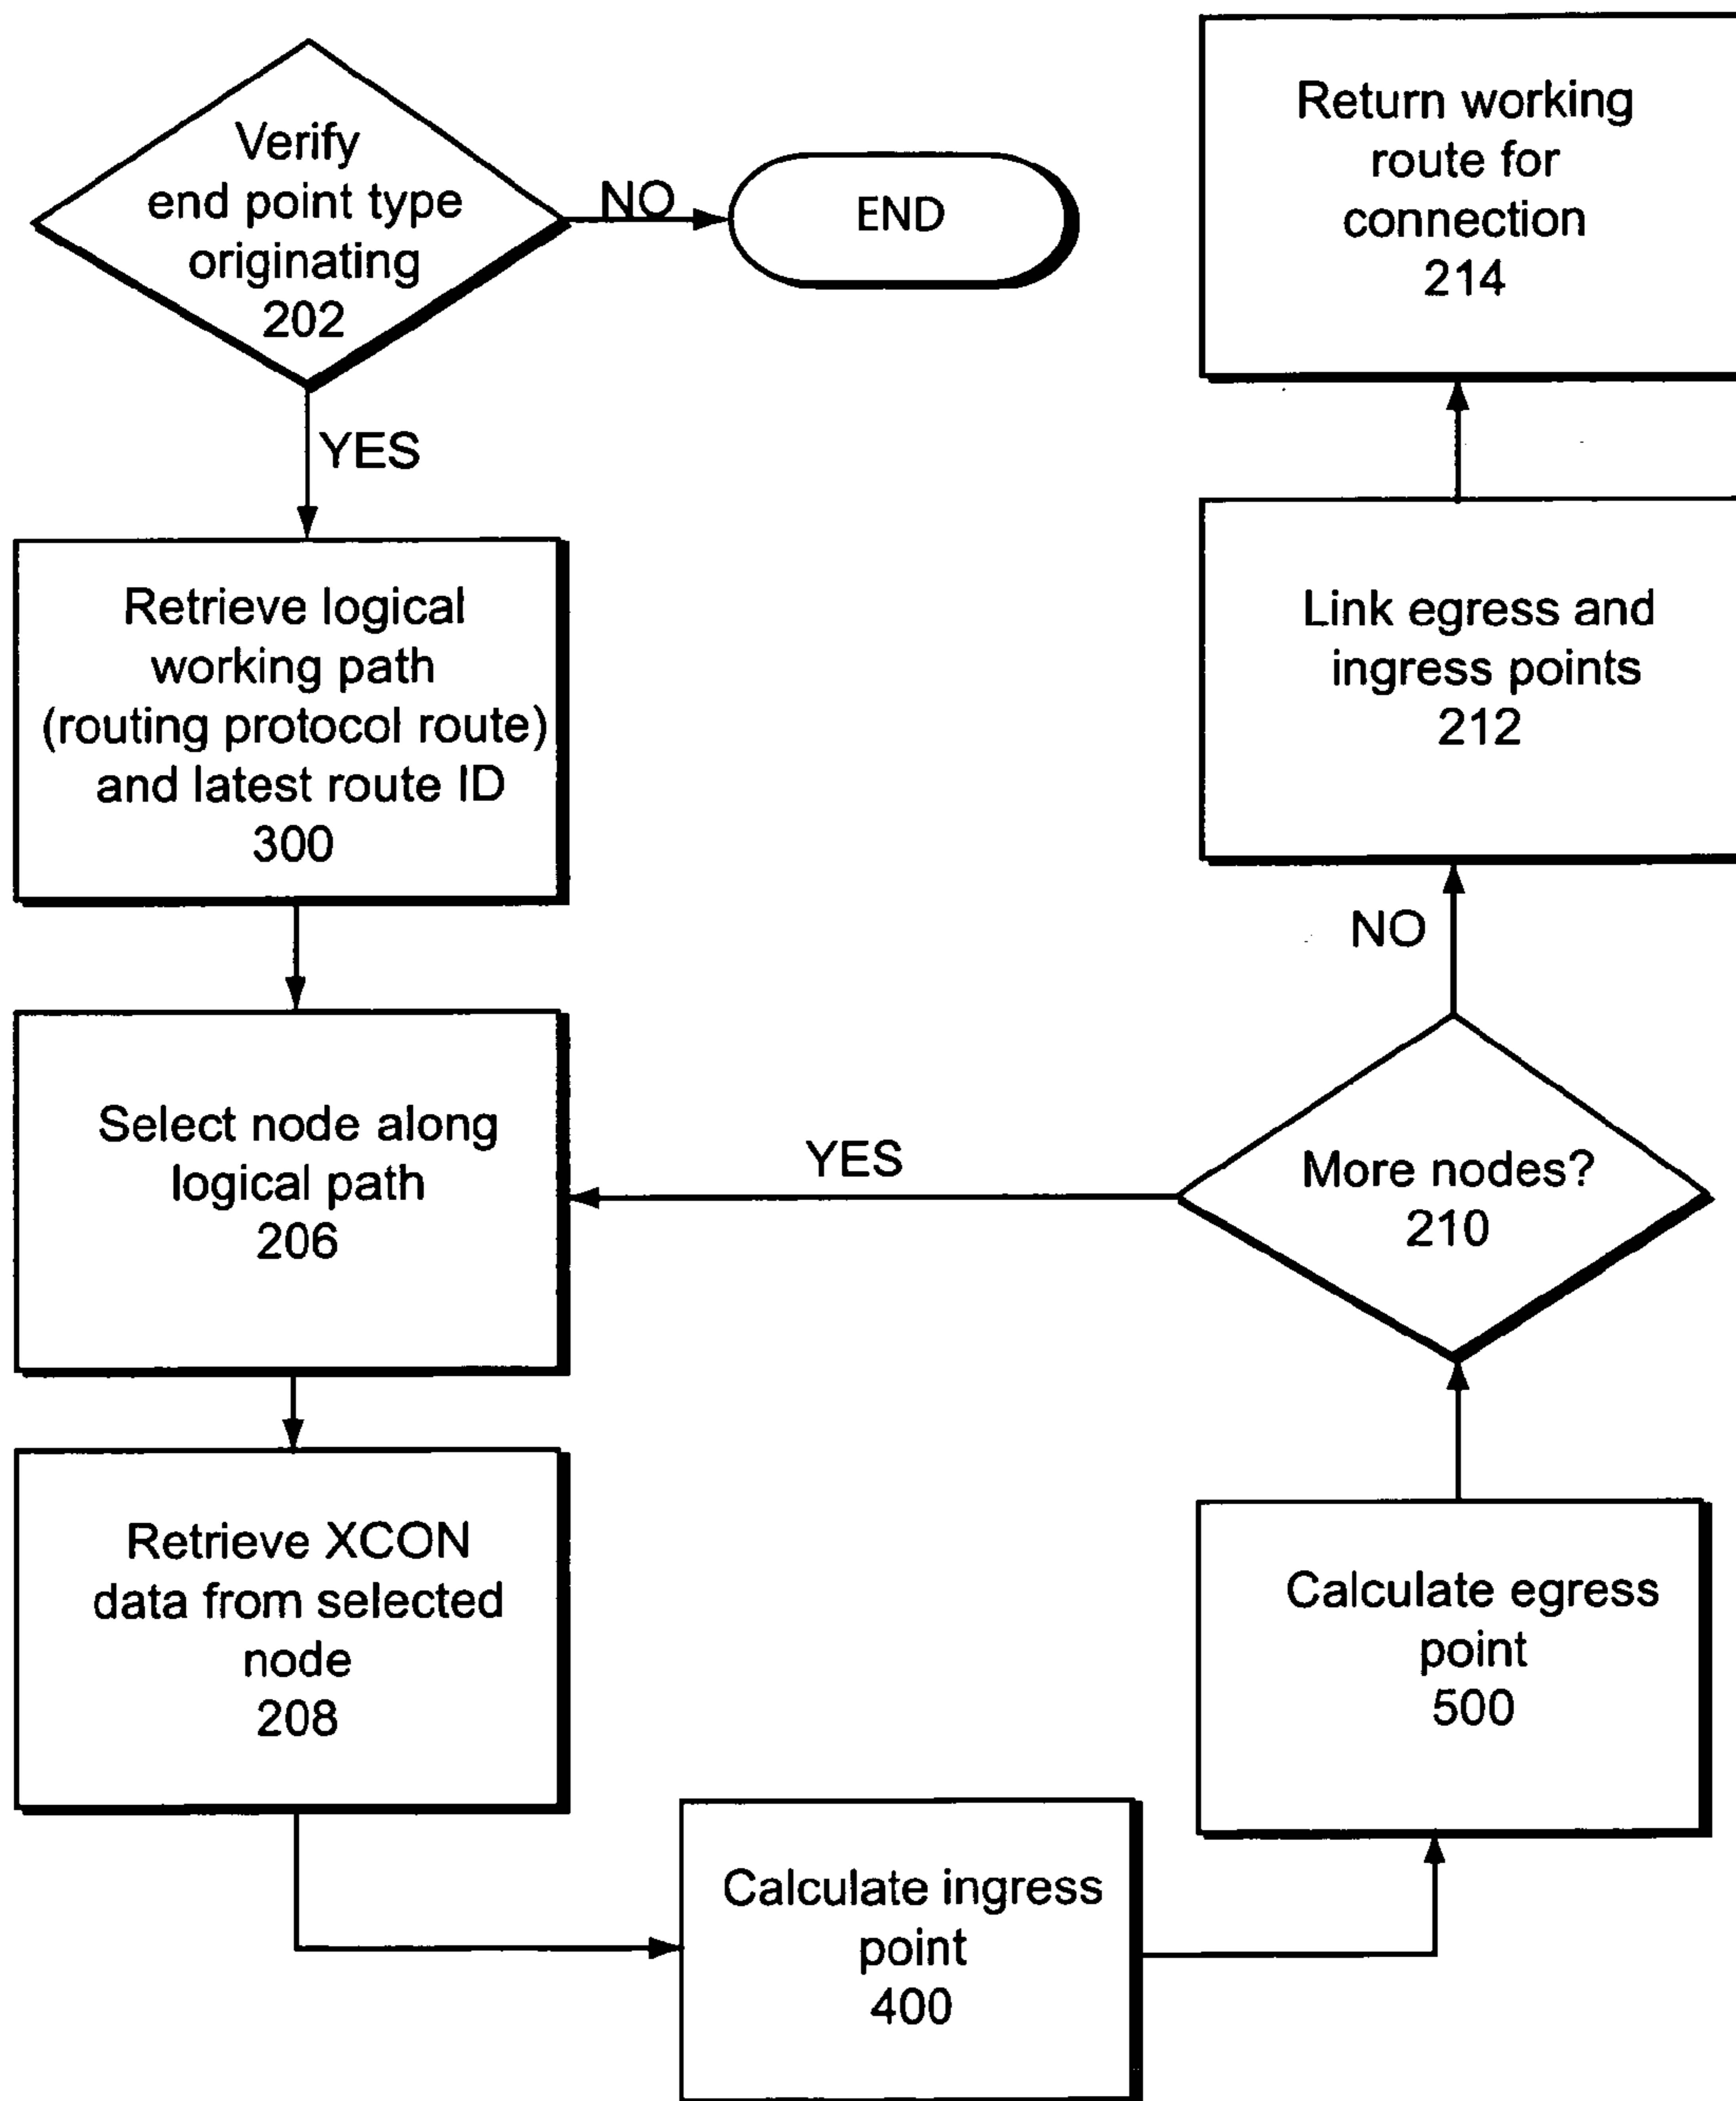 Verify
end point type
originating
202
NO
END
YES
Retrieve logical
working path
(routing protocol route)
and latest route ID
300
Select node along
logical path
206
Retrieve XCON
data from selected
node
208
Calculate ingress
point
400
Calculate egress
point
500
More nodes?
210
YES
NO
Link egress and
ingress points
212
Return working
route for
connection
214